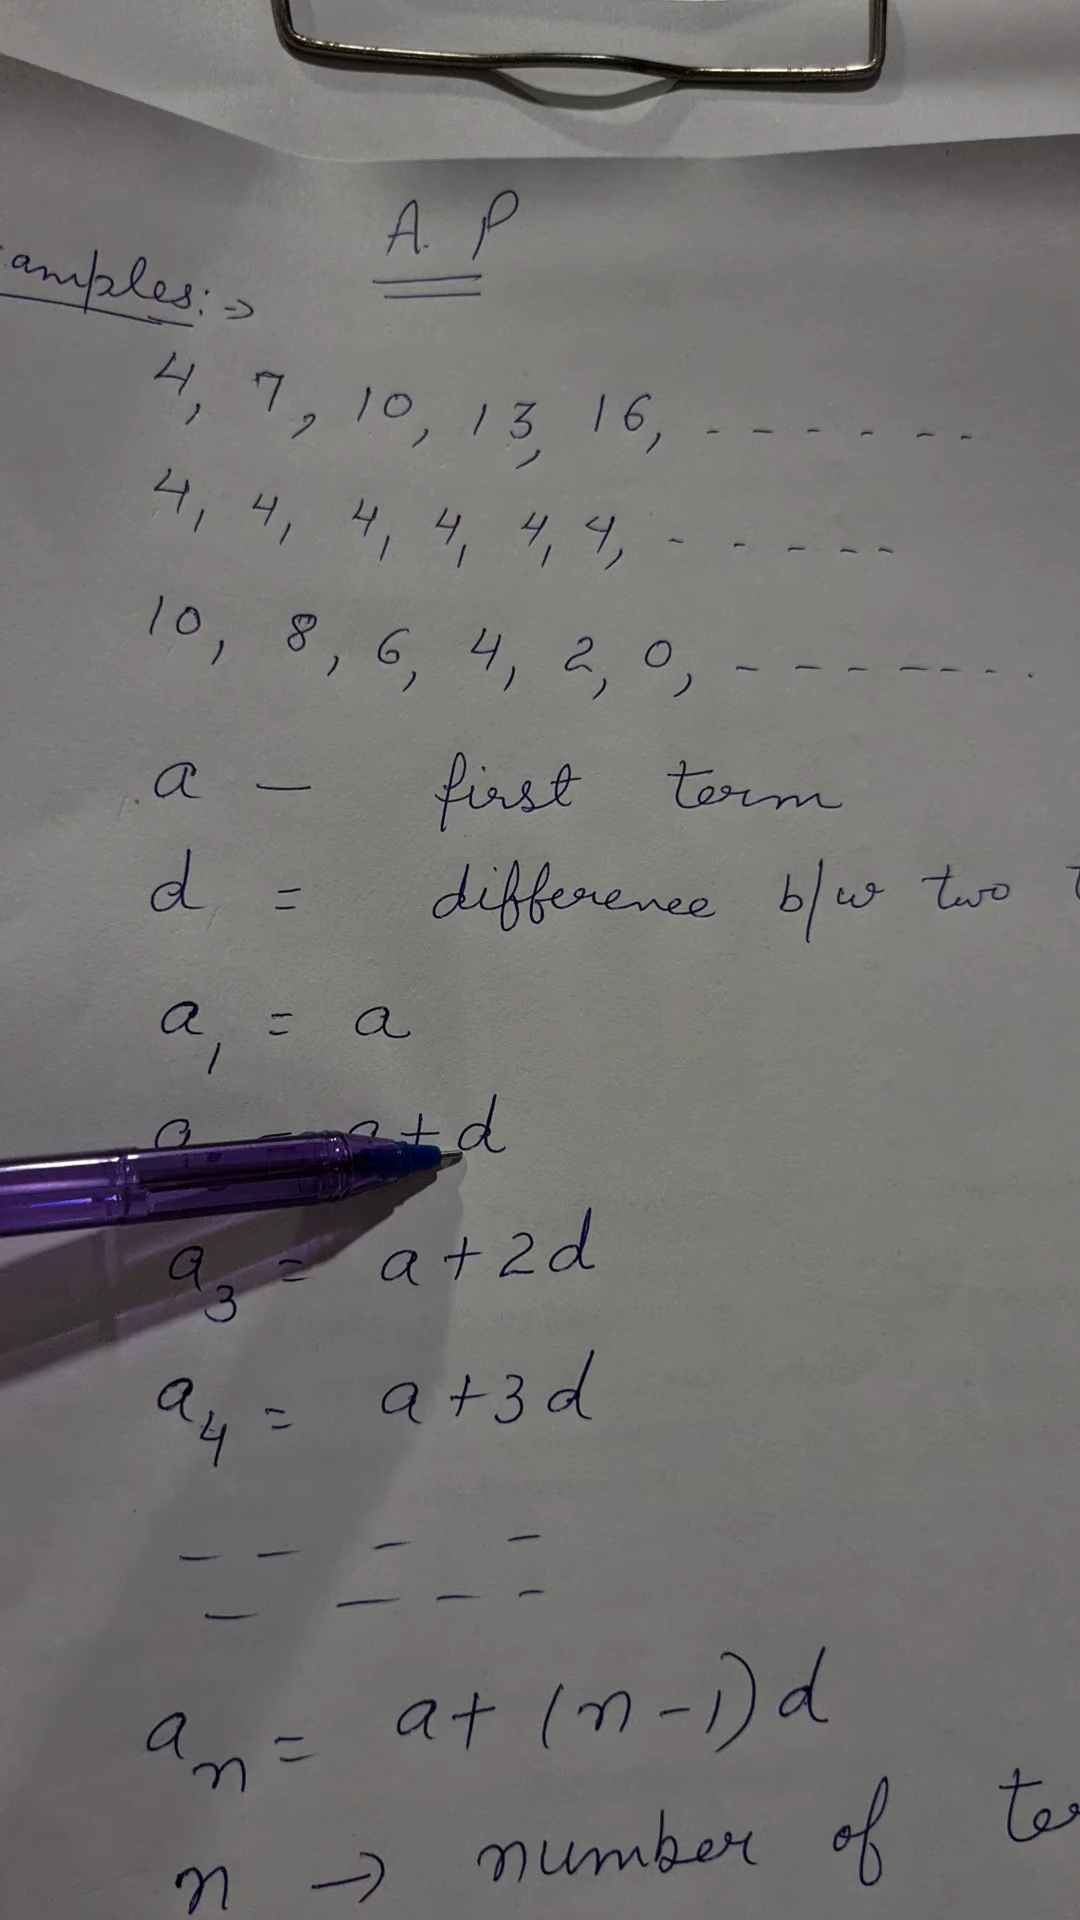 A. P
amples:→
4, 7, 10, 13, 16, - - - - - - -
4, 4, 4, 4, 4, 4, - - - - - -
10, 8, 6, 4, 2, 0, - - - - - - - .
a — first term
d = difference b/w two
a₁ = a
a = a + d
a₃ = a + 2d
a₄ = a + 3d
— — — —
— — — —
aₙ = a + (n - 1) d
n → number of te